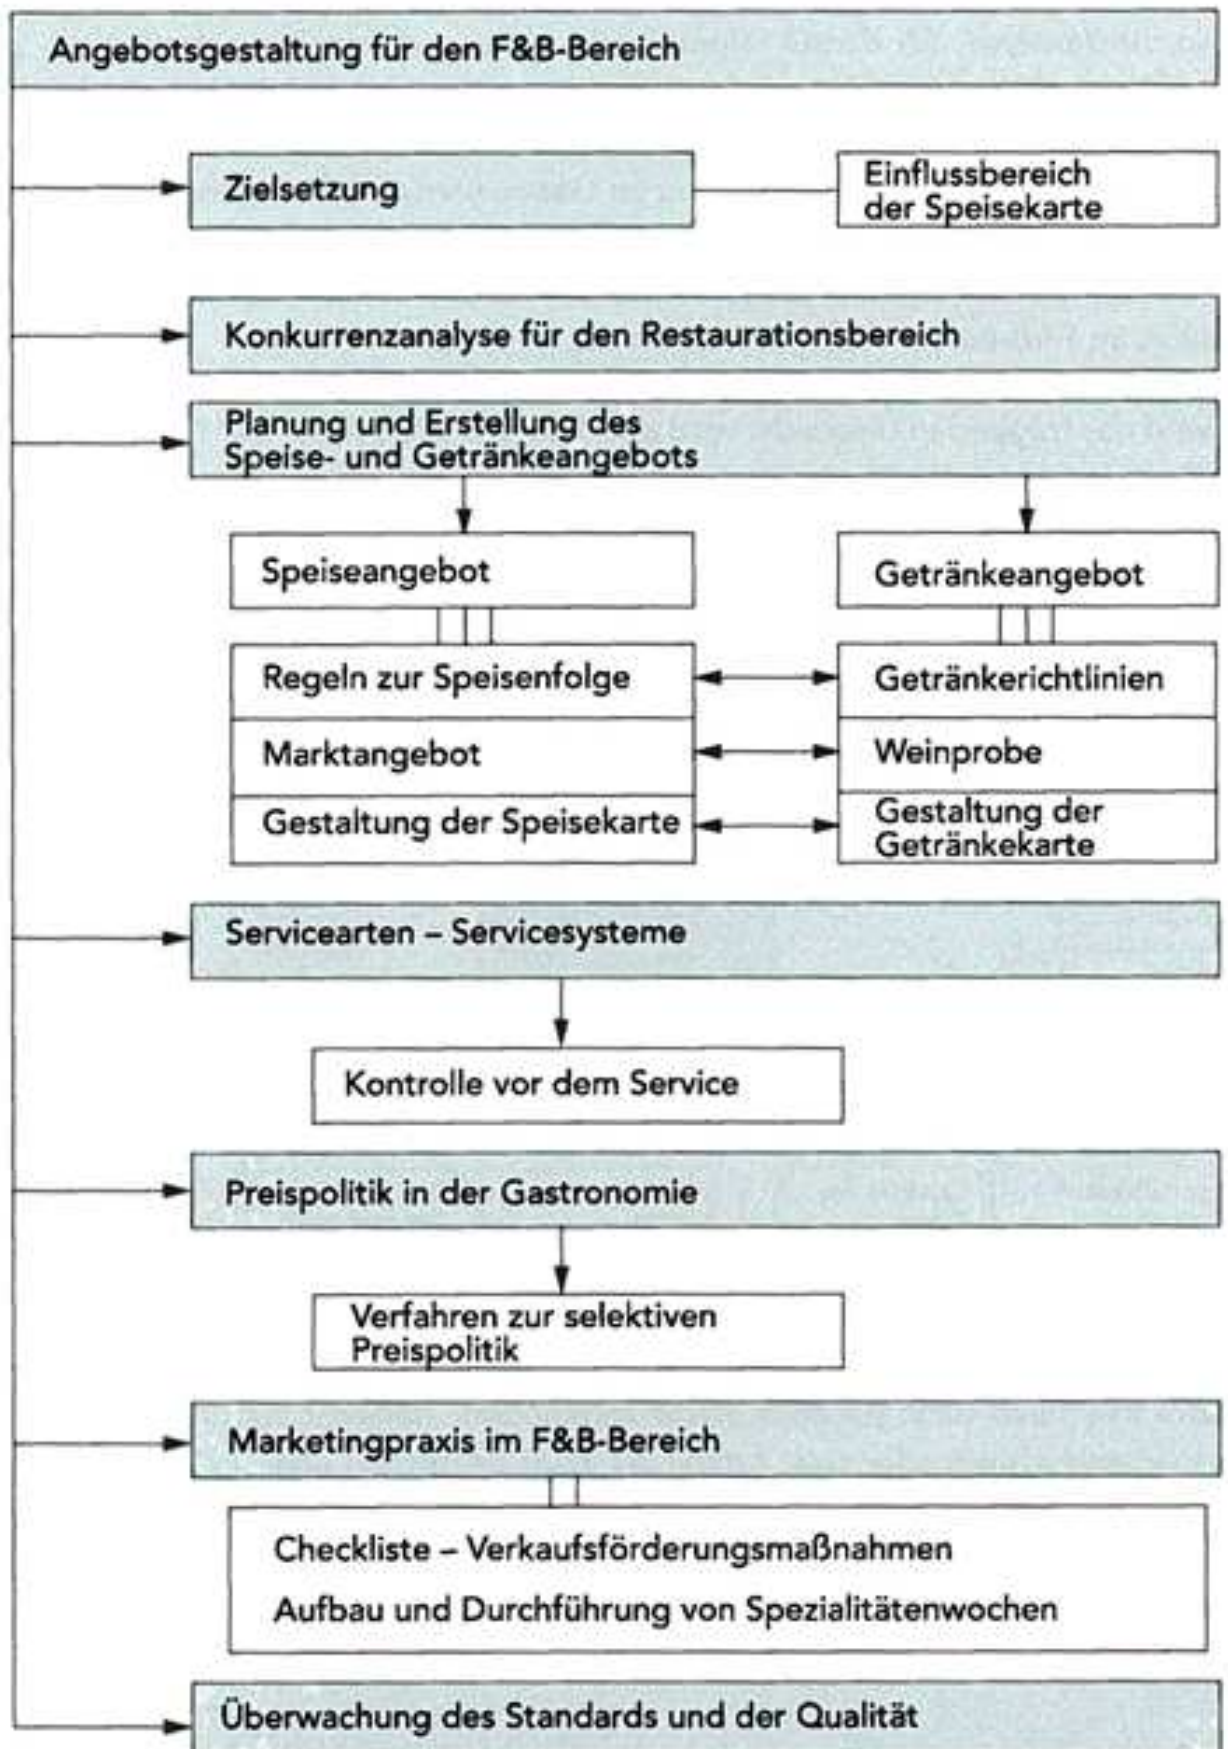 Angebotsgestaltung für den F&B-Bereich
Zielsetzung
Einflussbereich
der Speisekarte
Konkurrenzanalyse für den Restaurationsbereich
Planung und Erstellung des
Speise- und Getränkeangebots
Speiseangebot
Getränkeangebot
Regeln zur Speisenfolge
Getränkerichtlinien
Marktangebot
Weinprobe
Gestaltung der Speisekarte
Gestaltung der
Getränkekarte
Servicearten – Servicesysteme
Kontrolle vor dem Service
Preispolitik in der Gastronomie
Verfahren zur selektiven
Preispolitik
Marketingpraxis im F&B-Bereich
Checkliste – Verkaufsförderungsmaßnahmen
Aufbau und Durchführung von Spezialitätenwochen
Überwachung des Standards und der Qualität